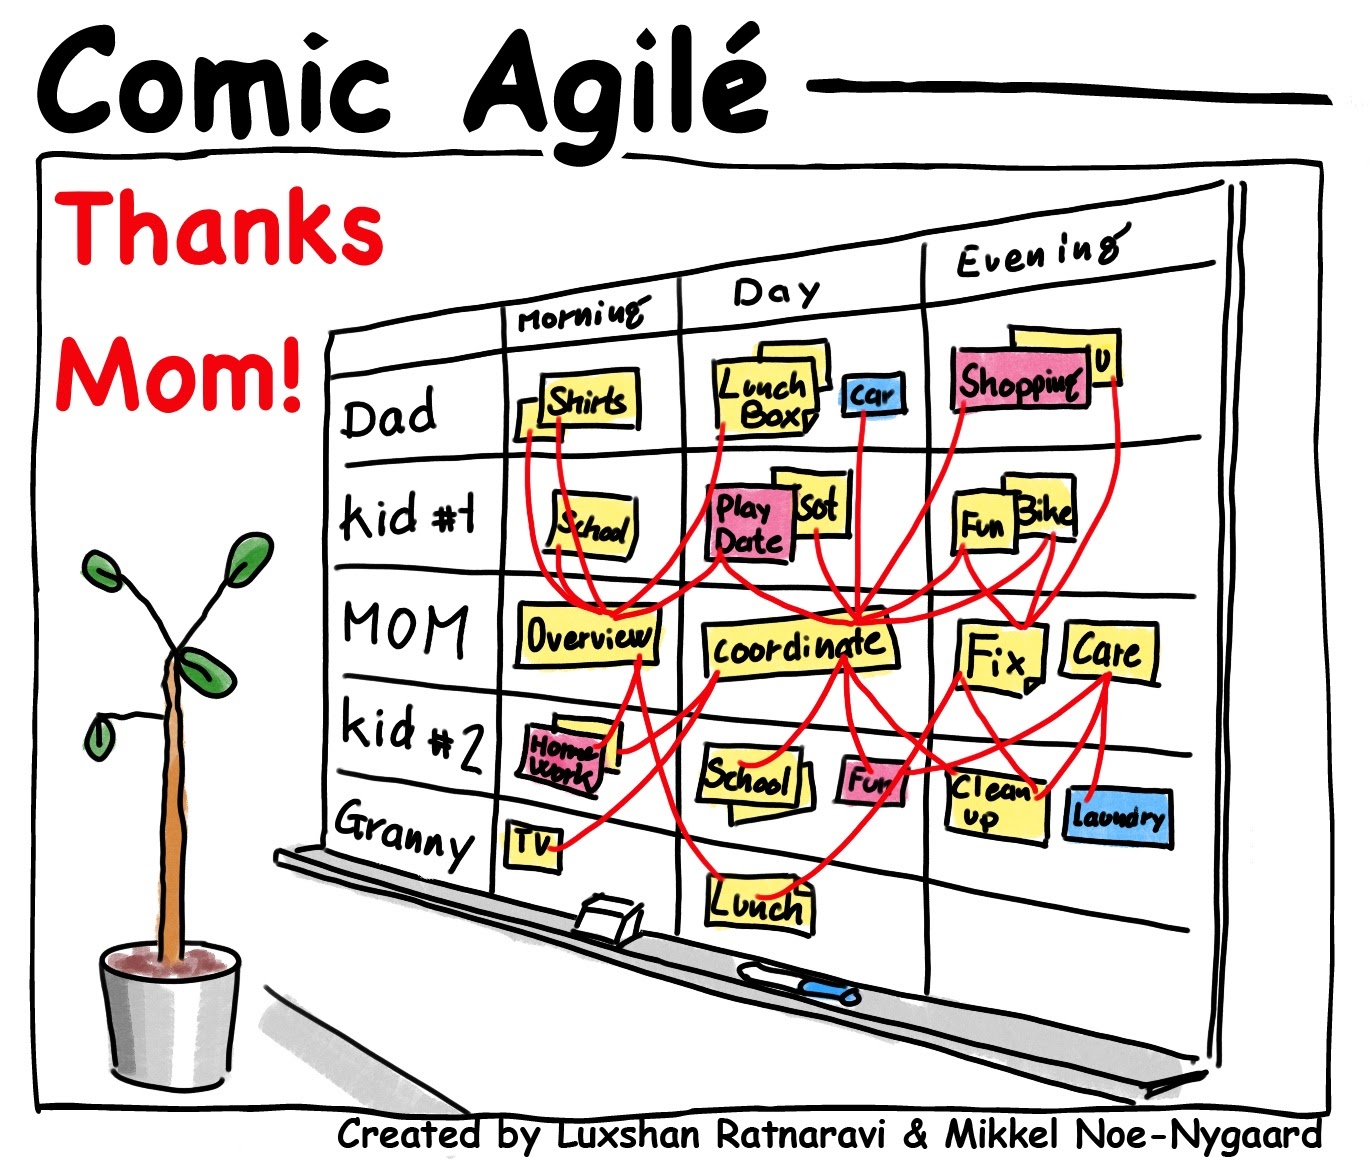 Comic Agilé
Thanks
Mom!
Morning
Day
Evening
Dad
Shirts
Lunch
Box
Car
Shopping
U
kid #1
School
Play
Date
Sot
Fun
Bike
MOM
Overview
Coordinate
Fix
Care
kid #2
Home
Work
School
Fun
Clean
up
Laundry
Granny
TV
Lunch
Created by Luxshan Ratnaravi & Mikkel Noe-Nygaard